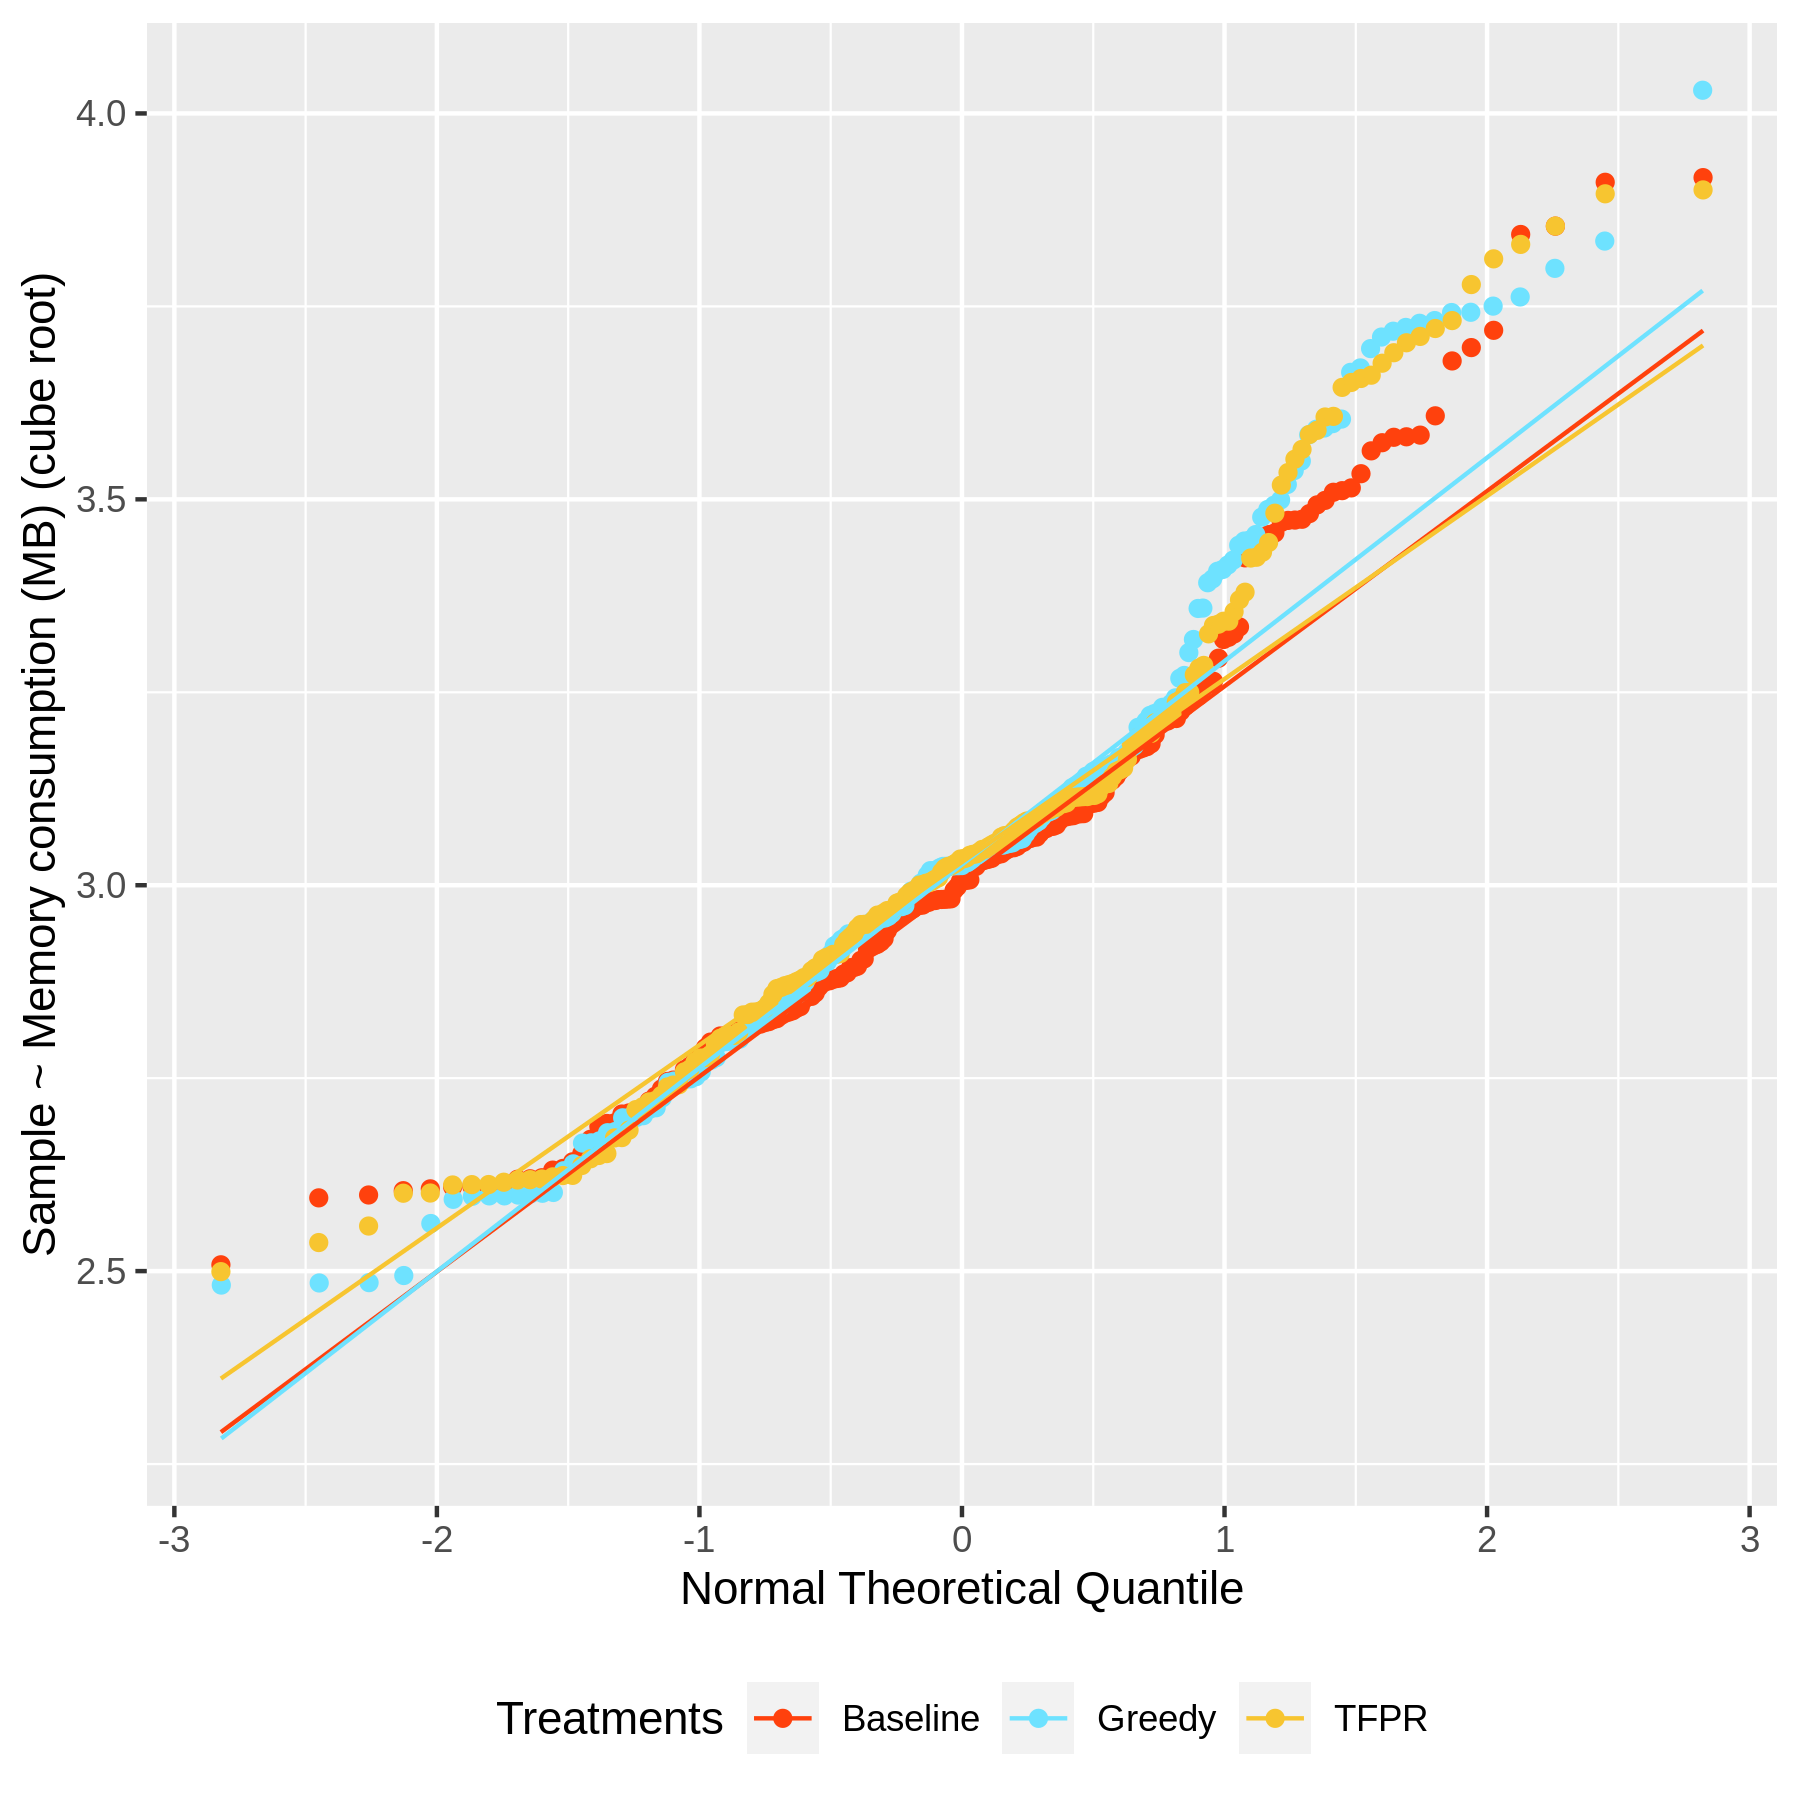 Sample ~ Memory consumption (MB) (cube root)
4.0
3.5
3.0
2.5
-3 -2 -1 0 1 2 3
Normal Theoretical Quantile
Treatments Baseline Greedy TFPR